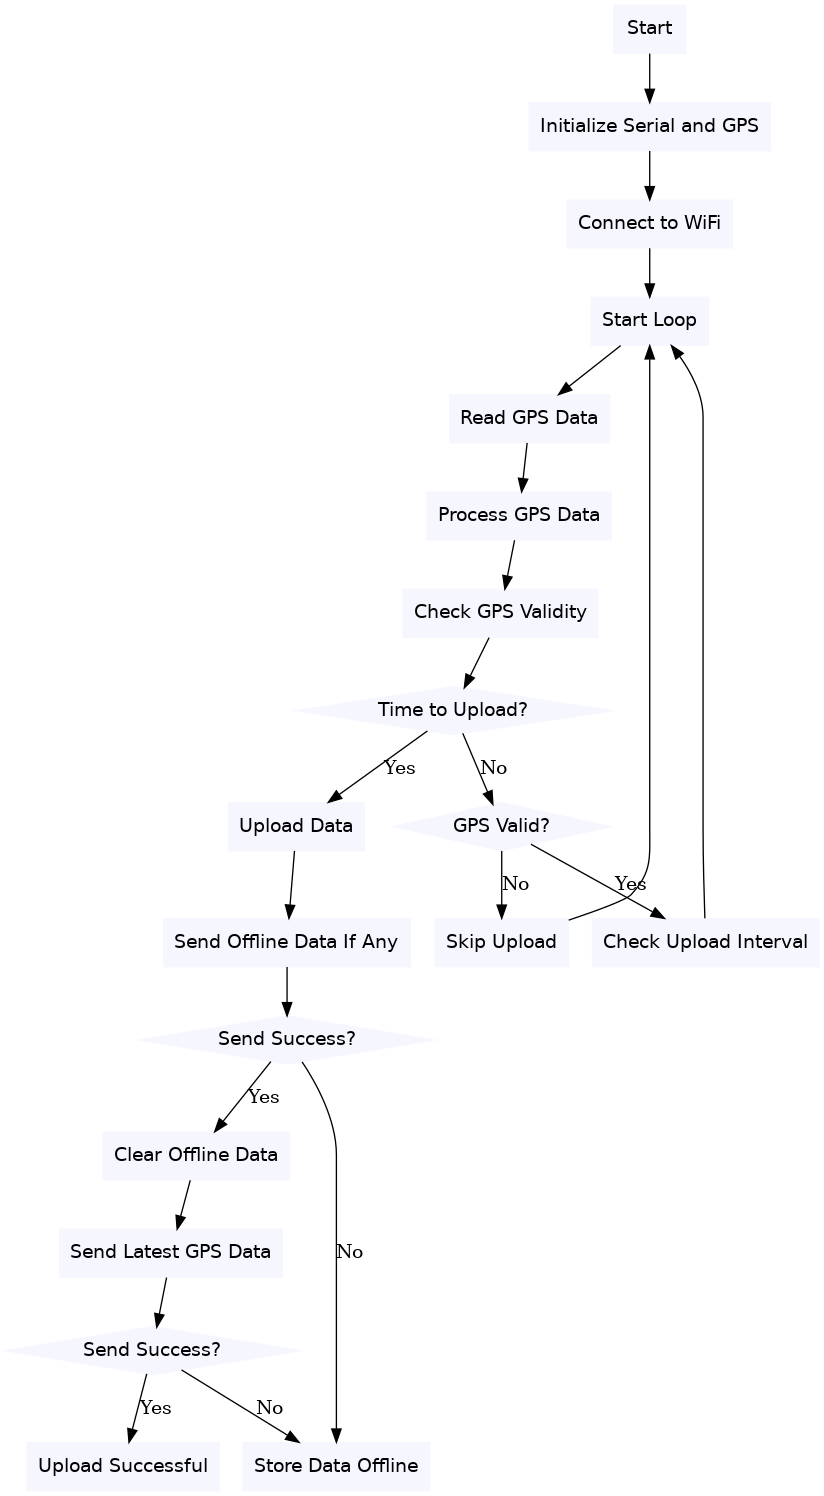 Start
Initialize Serial and GPS
Connect to WiFi
Start Loop
Read GPS Data
Process GPS Data
Check GPS Validity
Time to Upload?
Yes
No
Upload Data
GPS Valid?
No
Yes
Send Offline Data If Any
Skip Upload
Check Upload Interval
Send Success?
Yes
Clear Offline Data
Send Latest GPS Data
No
Send Success?
Yes
No
Upload Successful
Store Data Offline